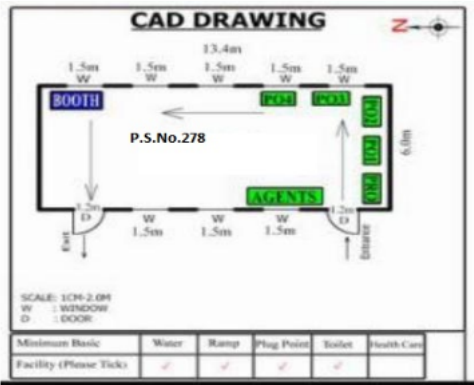 CAD DRAWING
Z
13.4m
1.5m 1.5m 1.5m 1.5m 1.5m
W W W W W
BOOTH PO4 PO3
PO2
P.S.No.278
6.0m
PO1
PRO
AGENTS
1.2m W W W 1.2m
D 1.5m 1.5m 1.5m D
Exit Entrance
SCALE: 1CM-2.0M
W : WINDOW
D : DOOR
Minimum Basic Water Ramp Plug Point Toilet Health Care
Facility (Please Tick) ✓ ✓ ✓ ✓